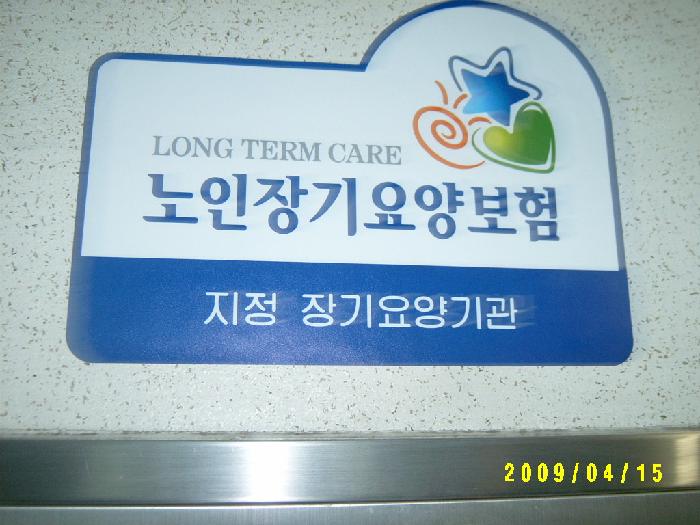 LONG TERM CARE
노인장기요양보험
지정 장기요양기관
2009/04/15